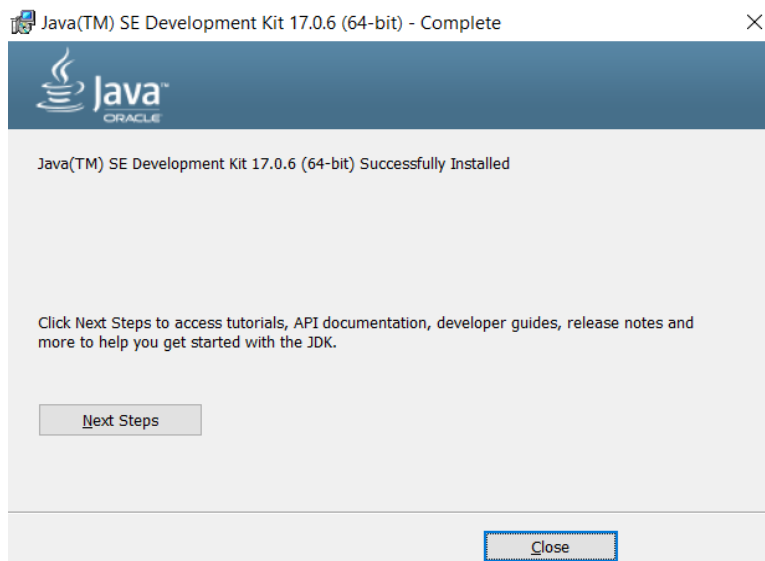 Java(TM) SE Development Kit 17.0.6 (64-bit) - Complete
Java™
ORACLE
Java(TM) SE Development Kit 17.0.6 (64-bit) Successfully Installed
Click Next Steps to access tutorials, API documentation, developer guides, release notes and
more to help you get started with the JDK.
Next Steps
Close